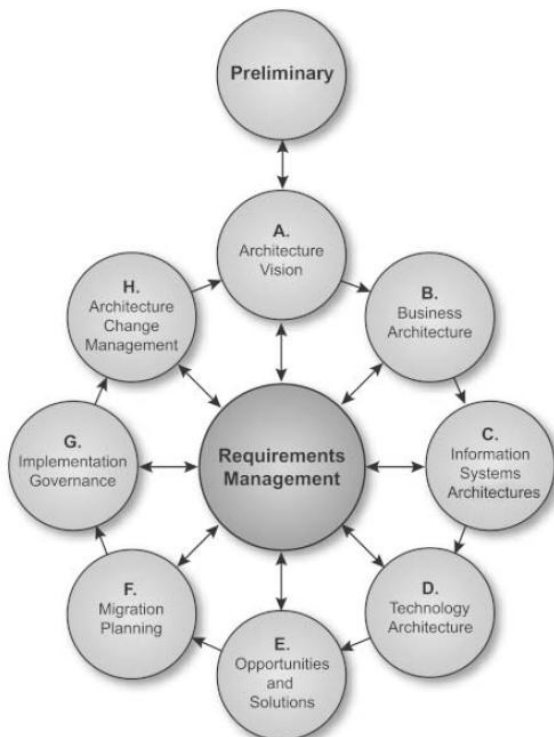 Preliminary
A.
Architecture
Vision
B.
Business
Architecture
C.
Information
Systems
Architectures
D.
Technology
Architecture
E.
Opportunities
and
Solutions
F.
Migration
Planning
G.
Implementation
Governance
H.
Architecture
Change
Management
Requirements
Management